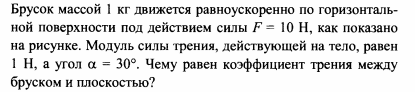 Брусок массой 1 кг движется равноускоренно по горизонталь-
ной поверхности под действием силы F = 10 Н, как показано
на рисунке. Модуль силы трения, действующей на тело, равен
1 Н, а угол α = 30°. Чему равен коэффициент трения между
бруском и плоскостью?